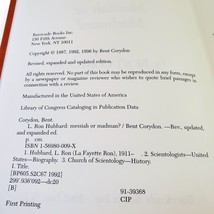 Barricade Books Inc.
150 Fifth Avenue
New York, NY 10011
Copyright © 1987, 1992, 1996 by Bent Corydon.
Revised, expanded and updated edition.
All rights reserved. No part of this book may be reproduced in any form, except
by a newspaper or magazine reviewer who wishes to quote brief passages in
connection with a review.
Manufactured in the United States of America
Library of Congress Cataloging in Publication Data
Corydon, Bent.
L. Ron Hubbard: messiah or madman? / Bent Corydon.—Rev., updated,
and expanded ed.
p.
ISBN 1-56980-009-X
1. Hubbard, L. Ron (La Fayette Ron), 2. Scientologists—United
States—Biography. 3. Church of Scientology—History.
I. Title.
[BP605.S2C67 1992]
299'.936'092—dc20
[B]
91-39368
CIP
First Printing